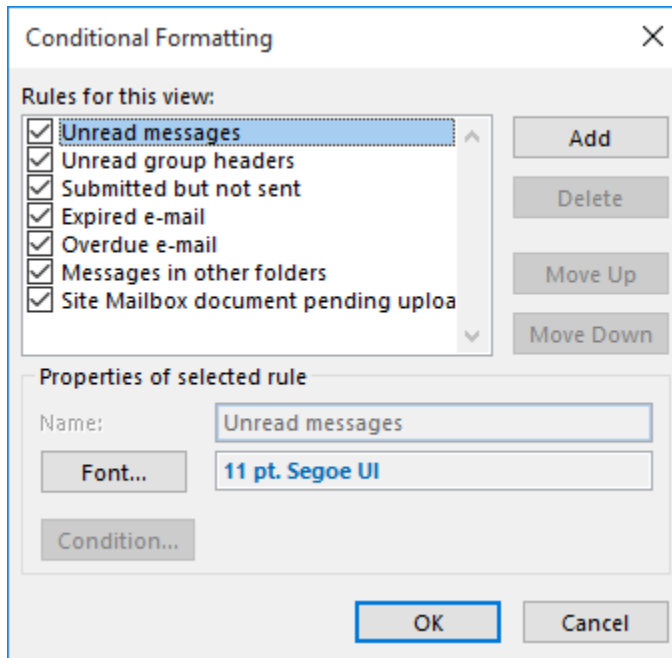 Conditional Formatting
Rules for this view:
Unread messages
Unread group headers
Submitted but not sent
Expired e-mail
Overdue e-mail
Messages in other folders
Site Mailbox document pending uploa
Add
Delete
Move Up
Move Down
Properties of selected rule
Name: Unread messages
Font... 11 pt. Segoe UI
Condition...
OK Cancel